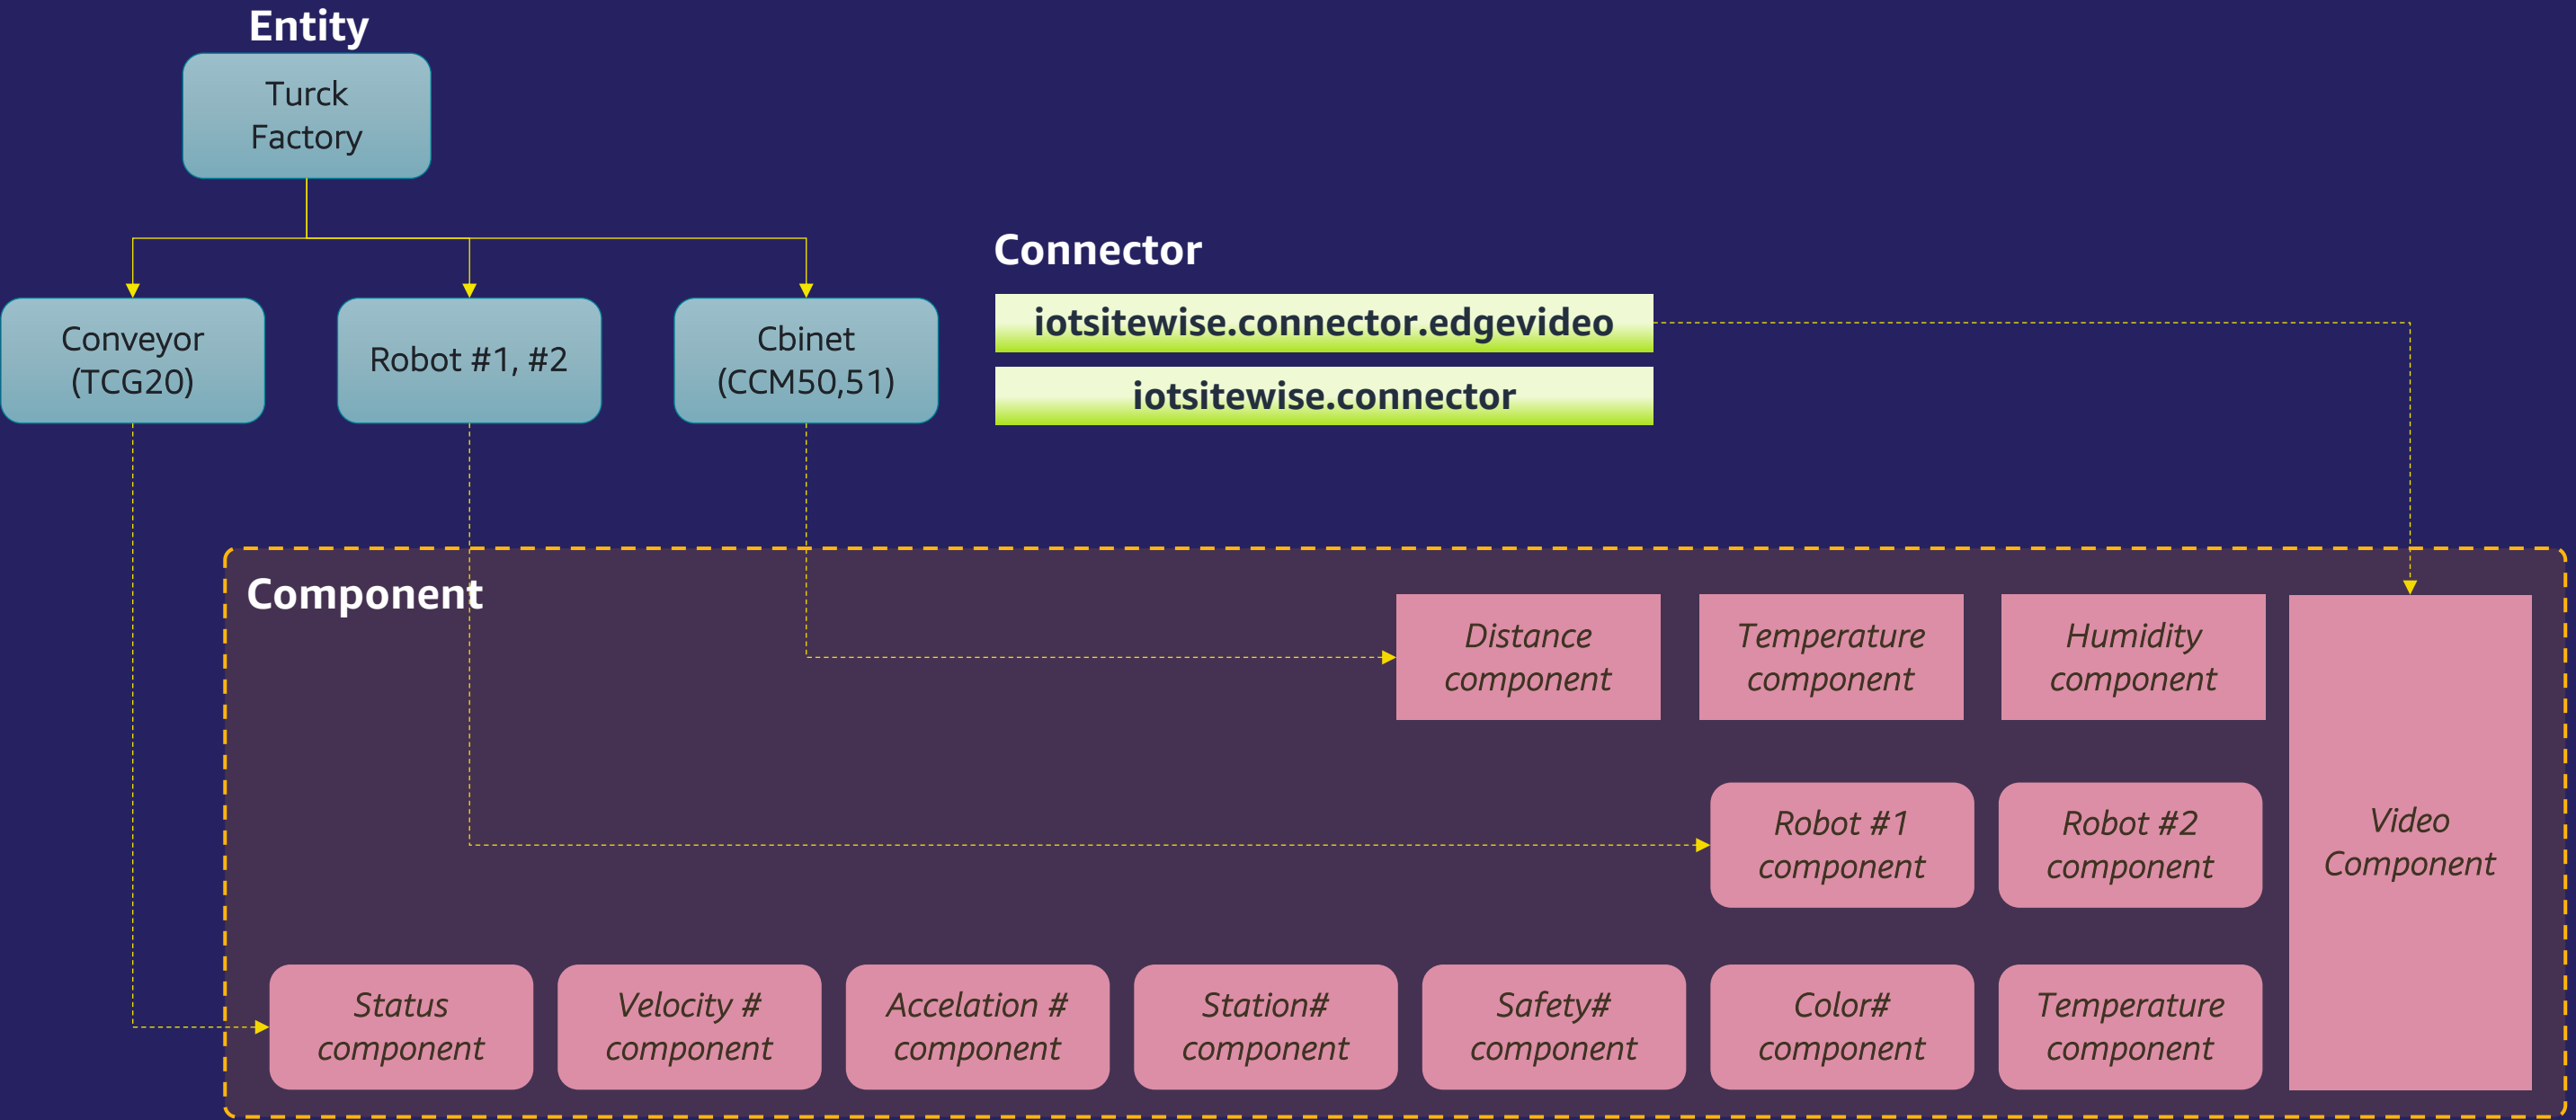 Entity
Turck
Factory
Conveyor
(TCG20)
Robot #1, #2
Cbinet
(CCM50,51)
Connector
iotsitewise.connector.edgevideo
iotsitewise.connector
Component
Distance
component
Temperature
component
Humidity
component
Robot #1
component
Robot #2
component
Video
Component
Status
component
Velocity #
component
Accelation #
component
Station#
component
Safety#
component
Color#
component
Temperature
component